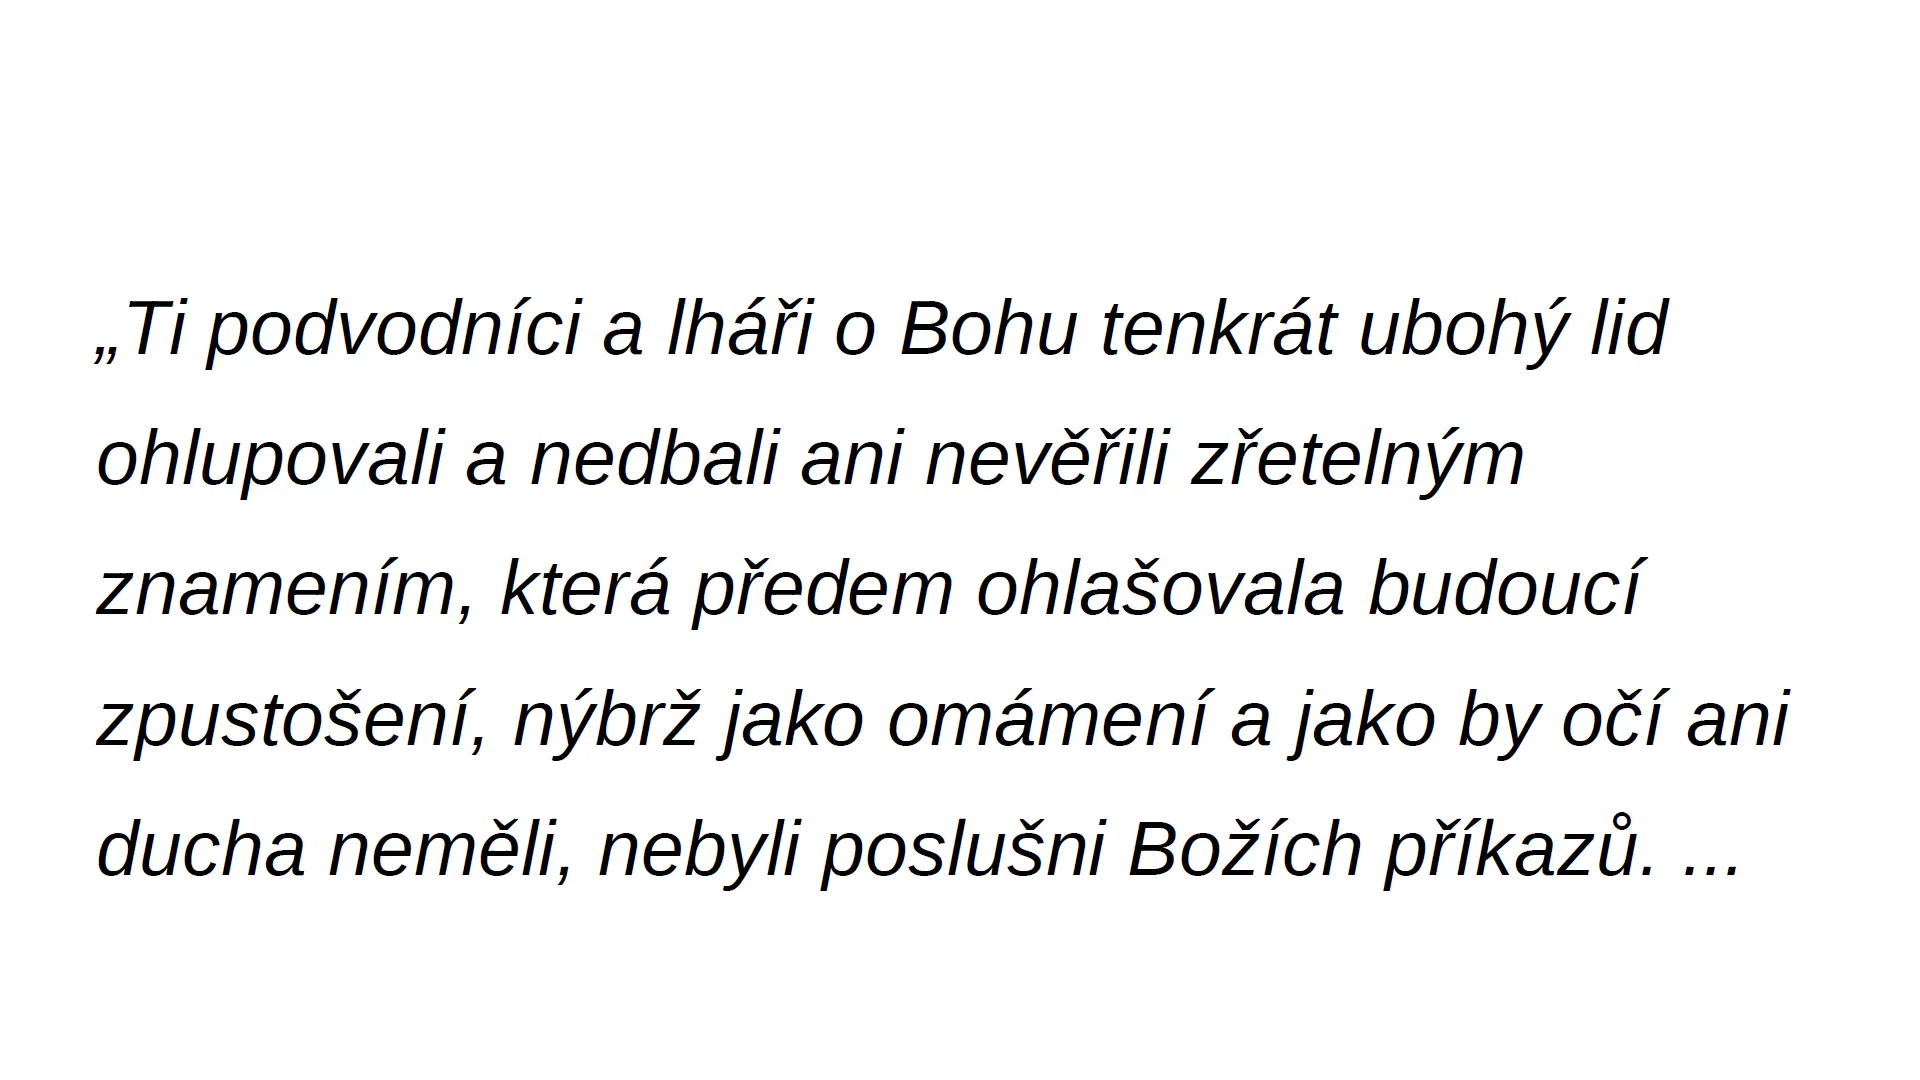 „Ti podvodníci a lháři o Bohu tenkrát ubohý lid
ohlupovali a nedbali ani nevěřili zřetelným
znamením, která předem ohlašovala budoucí
zpustošení, nýbrž jako omámení a jako by očí ani
ducha neměli, nebyli poslušni Božích příkazů. ...